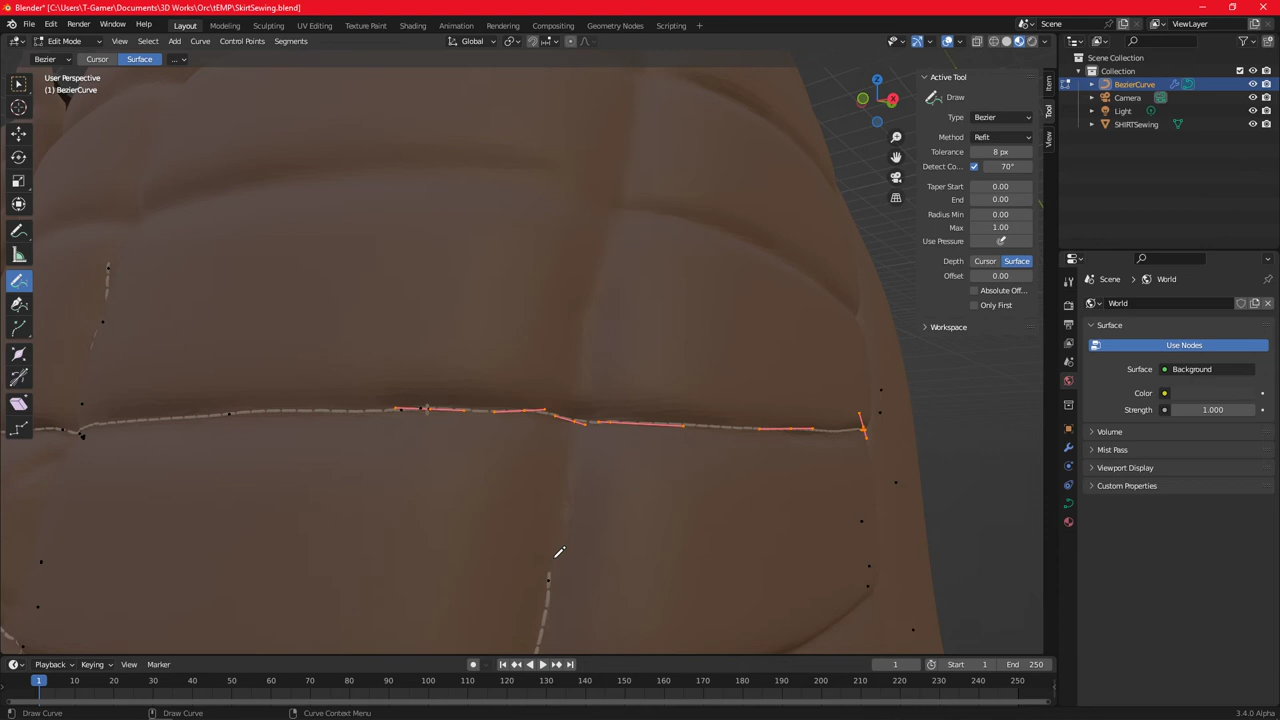 Blender* [C:\Users\T-Gamer\Documents\3D Works\Orc\tEMP\SkirtSewing.blend]
File Edit Render Window Help Layout Modeling Sculpting UV Editing Texture Paint Shading Animation Rendering Compositing Geometry Nodes Scripting Scene ViewLayer
Edit Mode View Select Add Curve Control Points Segments Global
Bezier Cursor Surface ...
User Perspective
(1) BezierCurve
Z
X
Item
Tool
View
Active Tool
Draw
Type Bezier
Method Refit
Tolerance 8 px
Detect Co... 70°
Taper Start 0.00
End 0.00
Radius Min 0.00
Max 1.00
Use Pressure
Depth Cursor Surface
Offset 0.00
Absolute Off...
Only First
Workspace
Scene Collection
Collection
BezierCurve
Camera
Light
SHIRTSewing
Scene World
World
Surface
Use Nodes
Surface Background
Color
Strength 1.000
Volume
Mist Pass
Viewport Display
Custom Properties
Playback Keying View Marker 1 Start 1 End 250
1 10 20 30 40 50 60 70 80 90 100 110 120 130 140 150 160 170 180 190 200 210 220 230 240 250
Draw Curve Draw Curve Curve Context Menu 3.4.0 Alpha